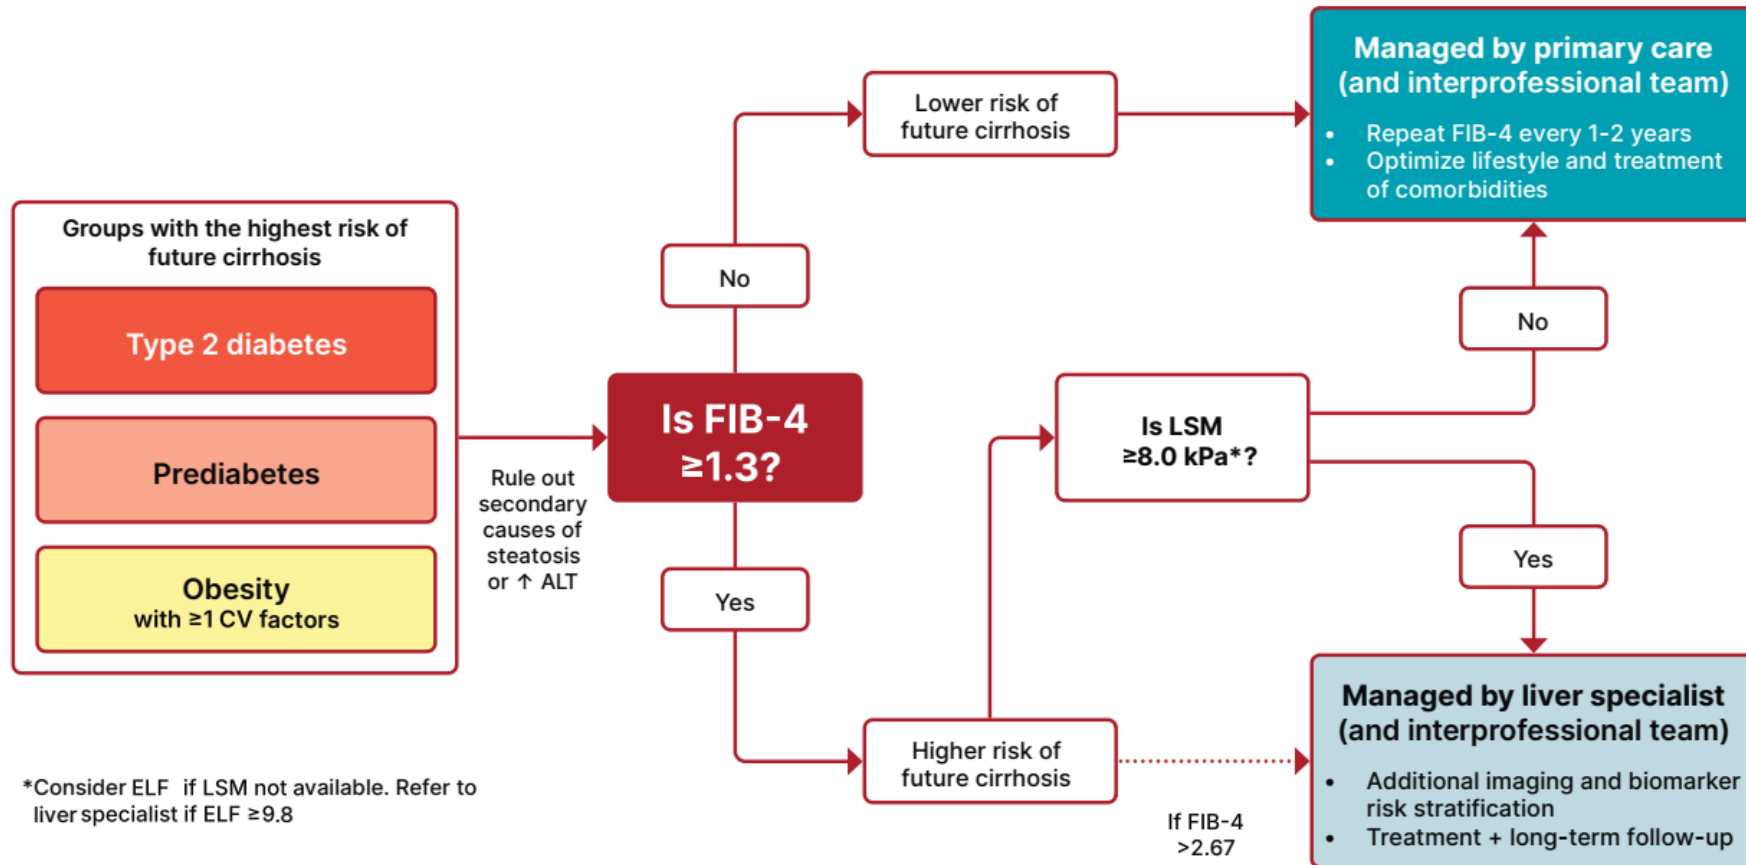 Groups with the highest risk of
future cirrhosis
Type 2 diabetes
Prediabetes
Obesity
with ≥1 CV factors
*Consider ELF if LSM not available. Refer to
liver specialist if ELF ≥9.8
Rule out
secondary
causes of
steatosis
or ↑ ALT
Is FIB-4
≥1.3?
No
Lower risk of
future cirrhosis
Yes
Higher risk of
future cirrhosis
Is LSM
≥8.0 kPa*?
No
Yes
If FIB-4
>2.67
Managed by primary care
(and interprofessional team)
• Repeat FIB-4 every 1-2 years
• Optimize lifestyle and treatment
of comorbidities
Managed by liver specialist
(and interprofessional team)
• Additional imaging and biomarker
risk stratification
• Treatment + long-term follow-up